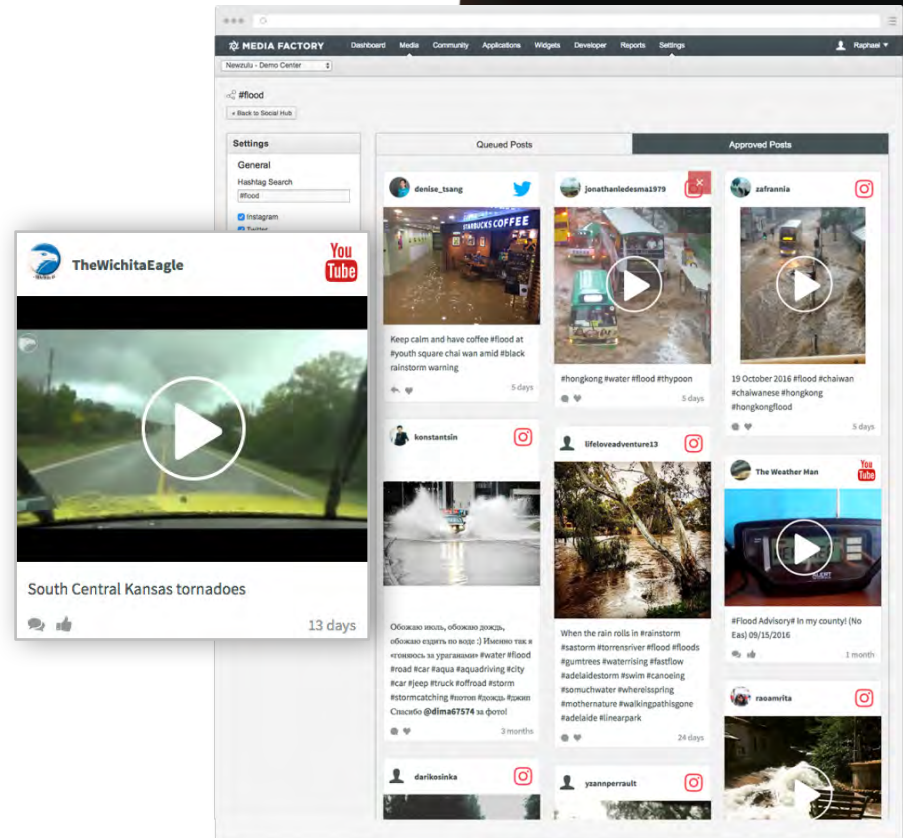 MEDIA FACTORY Dashboard Media Community Applications Widgets Developer Reports Settings Raphael
Newzulu - Demo Center
#flood
« Back to Social Hub
Settings
General
Hashtag Search
#flood
Instagram
Twitter
Queued Posts
Approved Posts
TheWichitaEagle
You
Tube
South Central Kansas tornadoes
13 days
denise_tsang
STARBUCKS COFFEE
Keep calm and have coffee #flood at
#youth square chai wan amid #black
rainstorm warning
5 days
konstantsin
Обожаю июль, обожаю дождь,
обожаю ездить по воде :) Именно так я
«гоняюсь за ураганами» #water #flood
#road #car #aqua #aquadriving #city
#car #jeep #truck #offroad #storm
#stormcatching #потоп #дождь #джип
Спасибо @dima67574 за фото!
3 months
darikosinka
jonathanledesma1979
#hongkong #water #flood #thypoon
5 days
lifeloveadventure13
When the rain rolls in #rainstorm
#sastorm #torrensriver #flood #floods
#gumtrees #waterrising #fastflow
#adelaidestorm #swim #canoeing
#somuchwater #whereisspring
#mothernature #walkingpathisgone
#adelaide #linearpark
24 days
yzannperrault
zafrannia
19 October 2016 #flood #chaiwan
#chaiwanese #hongkong
#hongkongflood
5 days
The Weather Man
You
Tube
ALERT
#Flood Advisory# In my county! (No
Eas) 09/15/2016
1 month
raoamrita